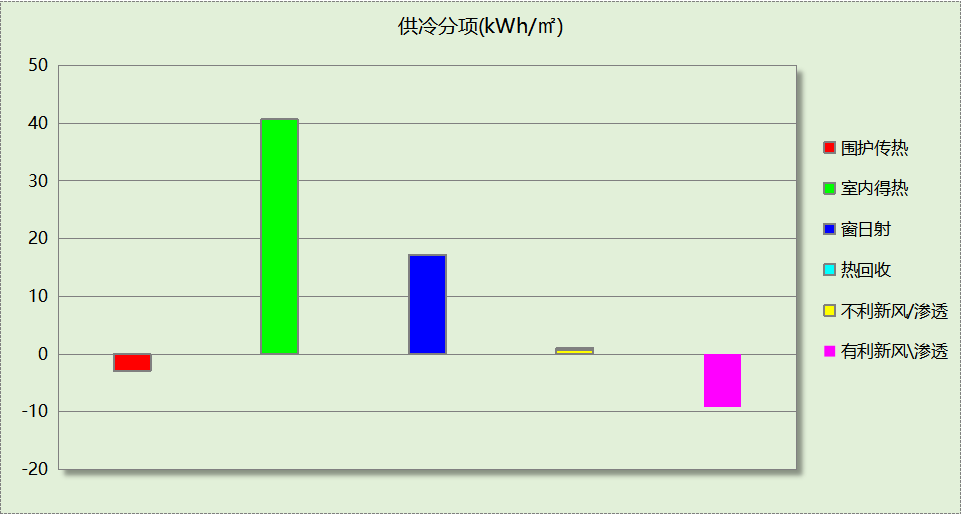 供冷分项(kWh/㎡)
50
40
30
20
10
0
-10
-20
围护传热
室内得热
窗日射
热回收
不利新风/渗透
有利新风\渗透